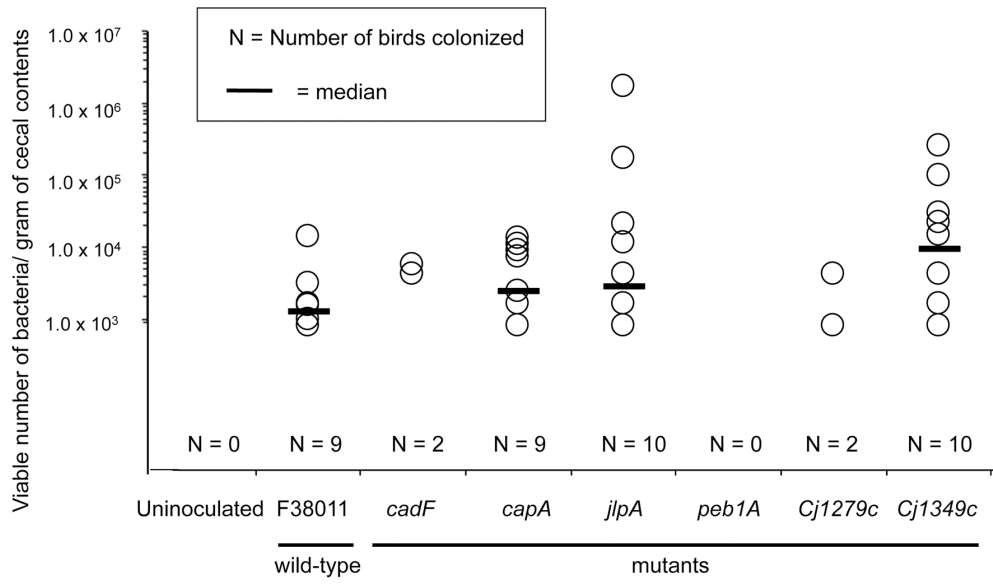 Viable number of bacteria/ gram of cecal contents
N = Number of birds colonized
= median
1.0 x 10⁷
1.0 x 10⁶
1.0 x 10⁵
1.0 x 10⁴
1.0 x 10³
N = 0 N = 9 N = 2 N = 9 N = 10 N = 0 N = 2 N = 10
Uninoculated F38011 cadF capA jlpA peb1A Cj1279c Cj1349c
wild-type mutants